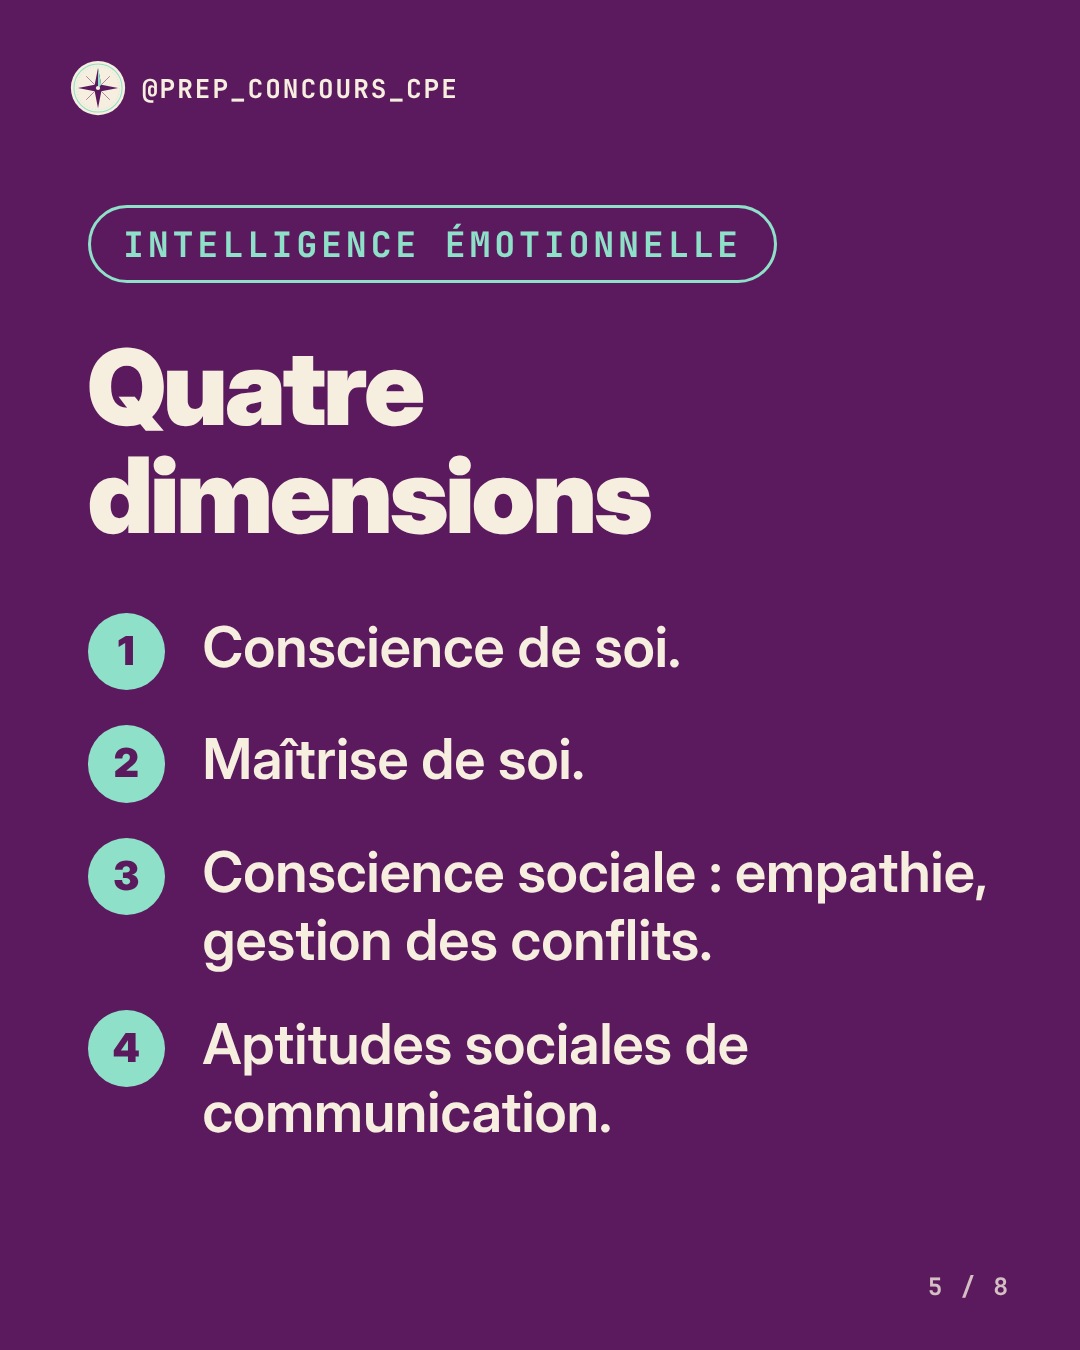 @PREP_CONCOURS_CPE
INTELLIGENCE ÉMOTIONNELLE
Quatre
dimensions
1 Conscience de soi.
2 Maîtrise de soi.
3 Conscience sociale : empathie,
gestion des conflits.
4 Aptitudes sociales de
communication.
5 / 8